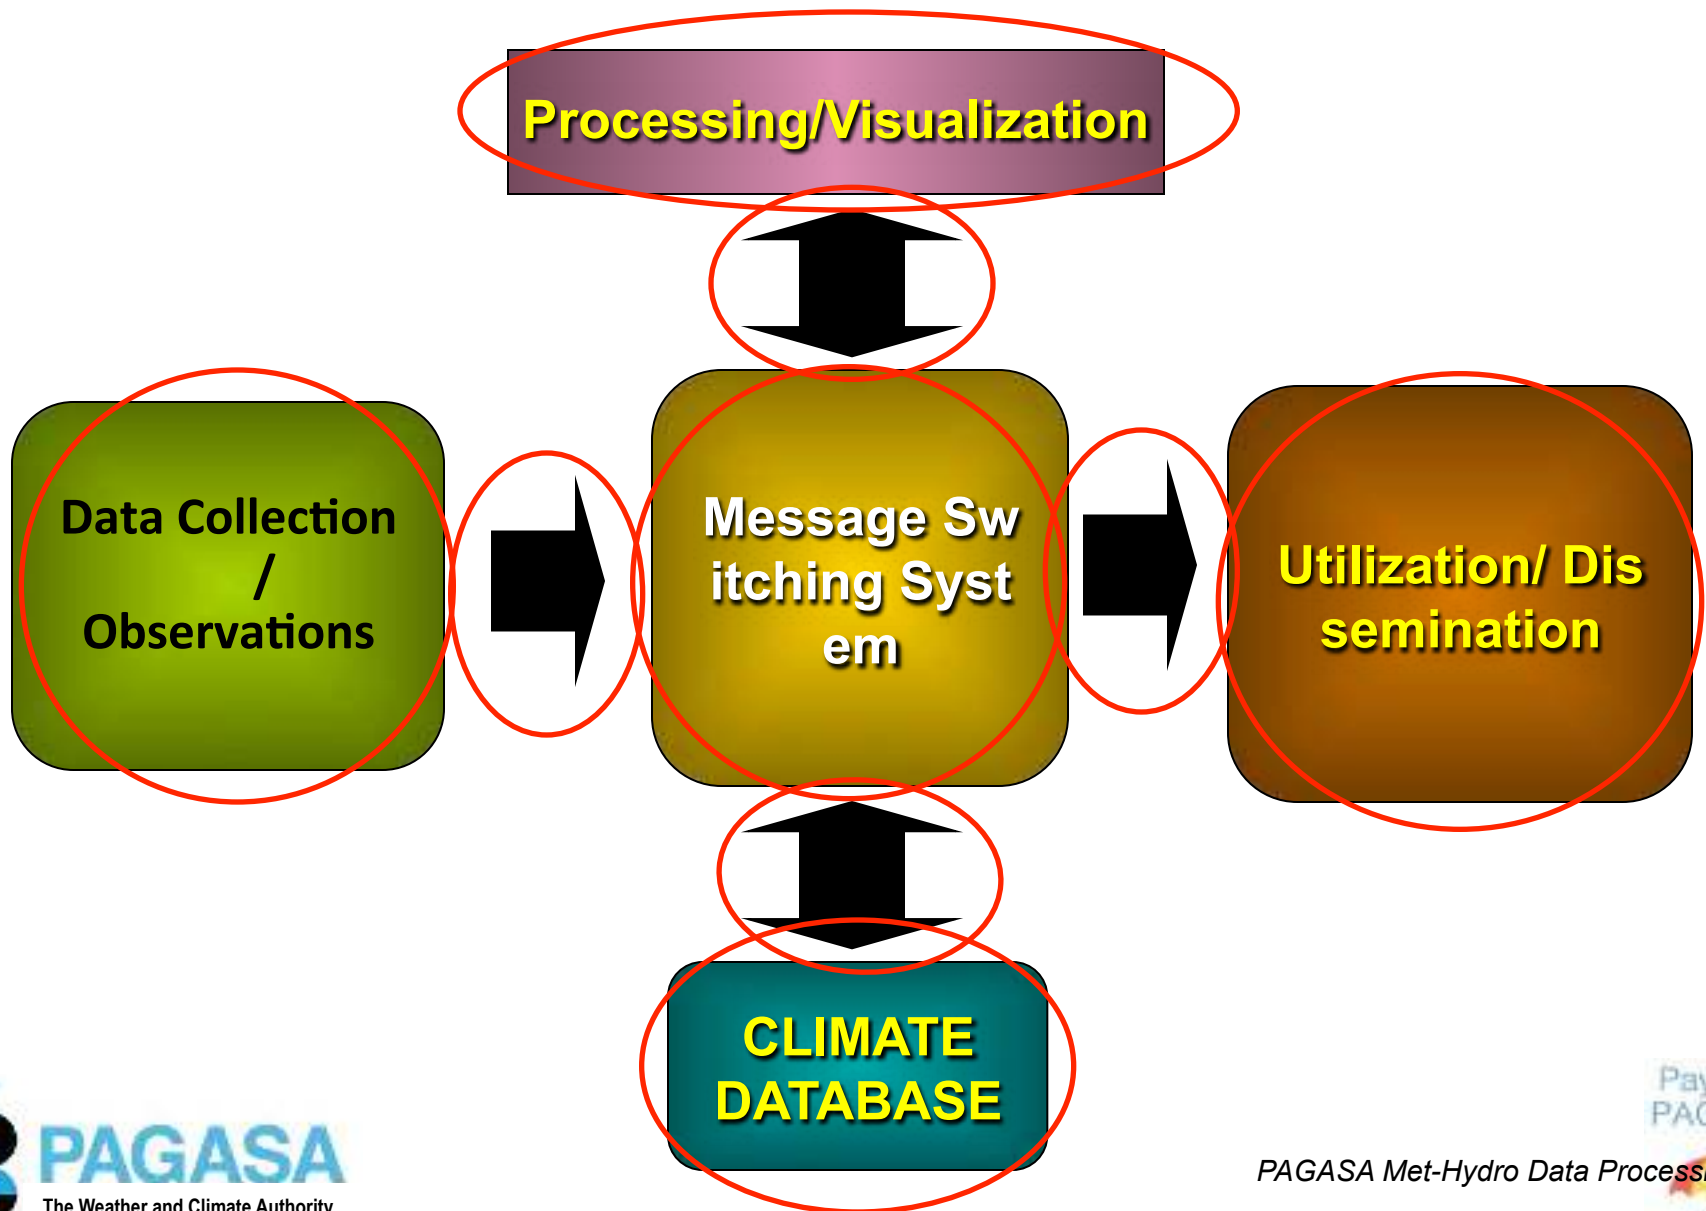 Processing/Visualization
Data Collection
/
Observations
Message Sw
itching Syst
em
Utilization/ Dis
semination
CLIMATE
DATABASE
PAGASA
The Weather and Climate Authority
PAGASA Met-Hydro Data